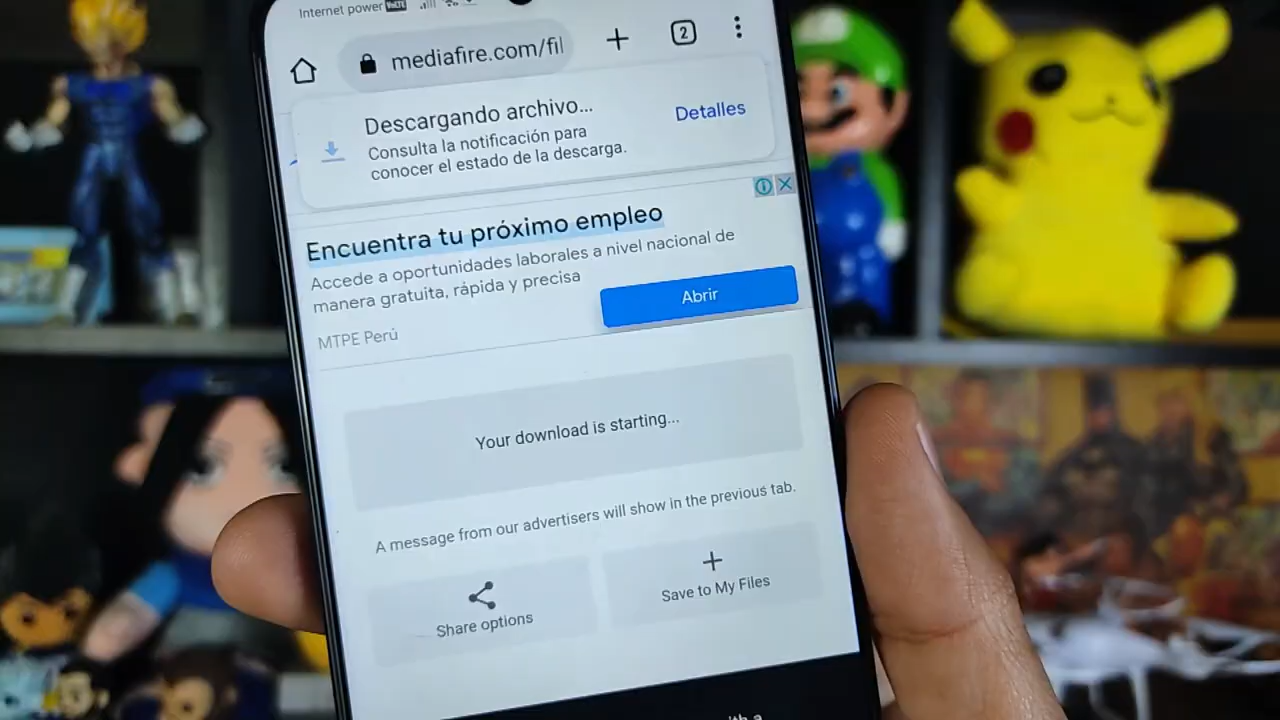 Internet power VoLTE
mediafire.com/fil
2
Descargando archivo...
Detalles
Consulta la notificación para
conocer el estado de la descarga.
Encuentra tu próximo empleo
Accede a oportunidades laborales a nivel nacional de
manera gratuita, rápida y precisa
Abrir
MTPE Perú
Your download is starting...
A message from our advertisers will show in the previous tab.
Share options
Save to My Files